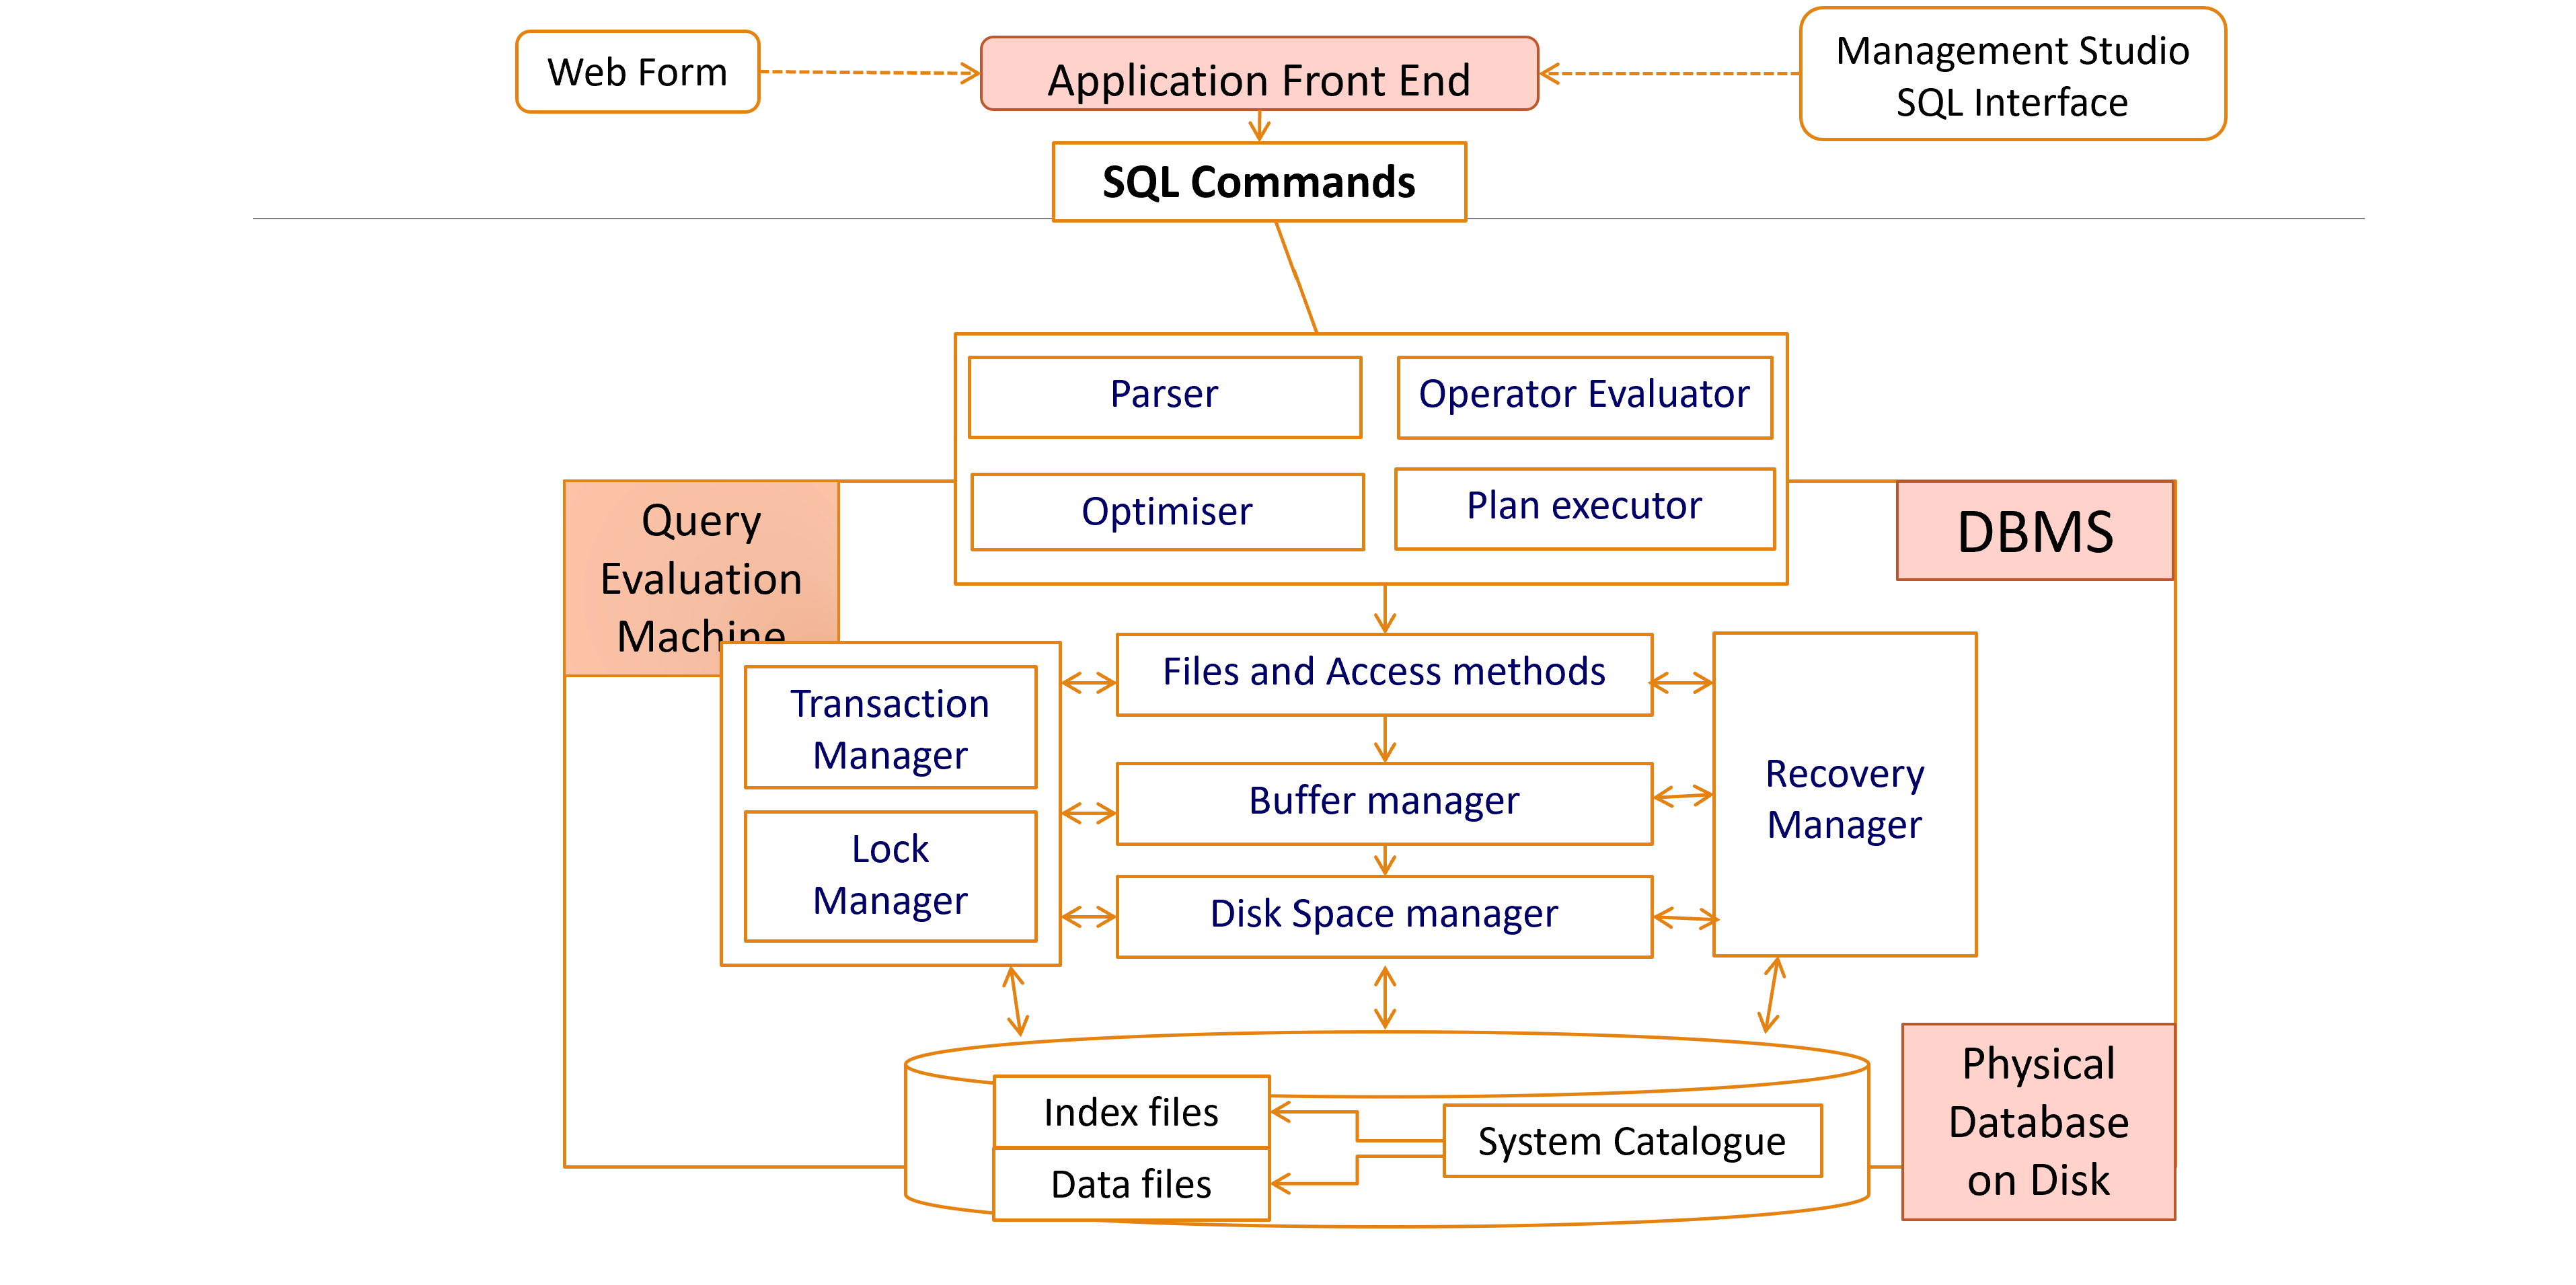 Web Form
Application Front End
Management Studio
SQL Interface
SQL Commands
Parser
Operator Evaluator
Optimiser
Plan executor
Query
Evaluation
Machine
DBMS
Transaction
Manager
Lock
Manager
Files and Access methods
Buffer manager
Disk Space manager
Recovery
Manager
Index files
Data files
System Catalogue
Physical
Database
on Disk